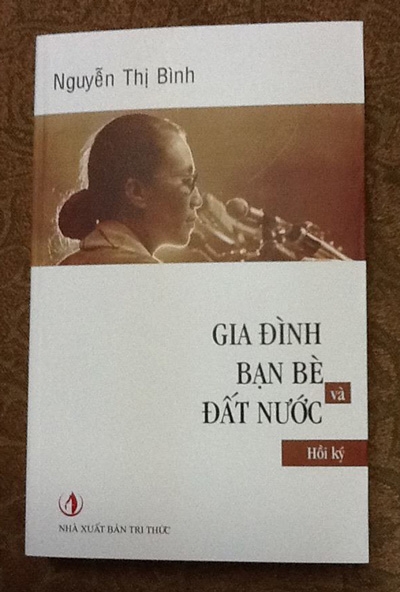 Nguyễn Thị Bình
GIA ĐÌNH
BẠN BÈ
và
ĐẤT NƯỚC
Hồi ký
NHÀ XUẤT BẢN TRI THỨC